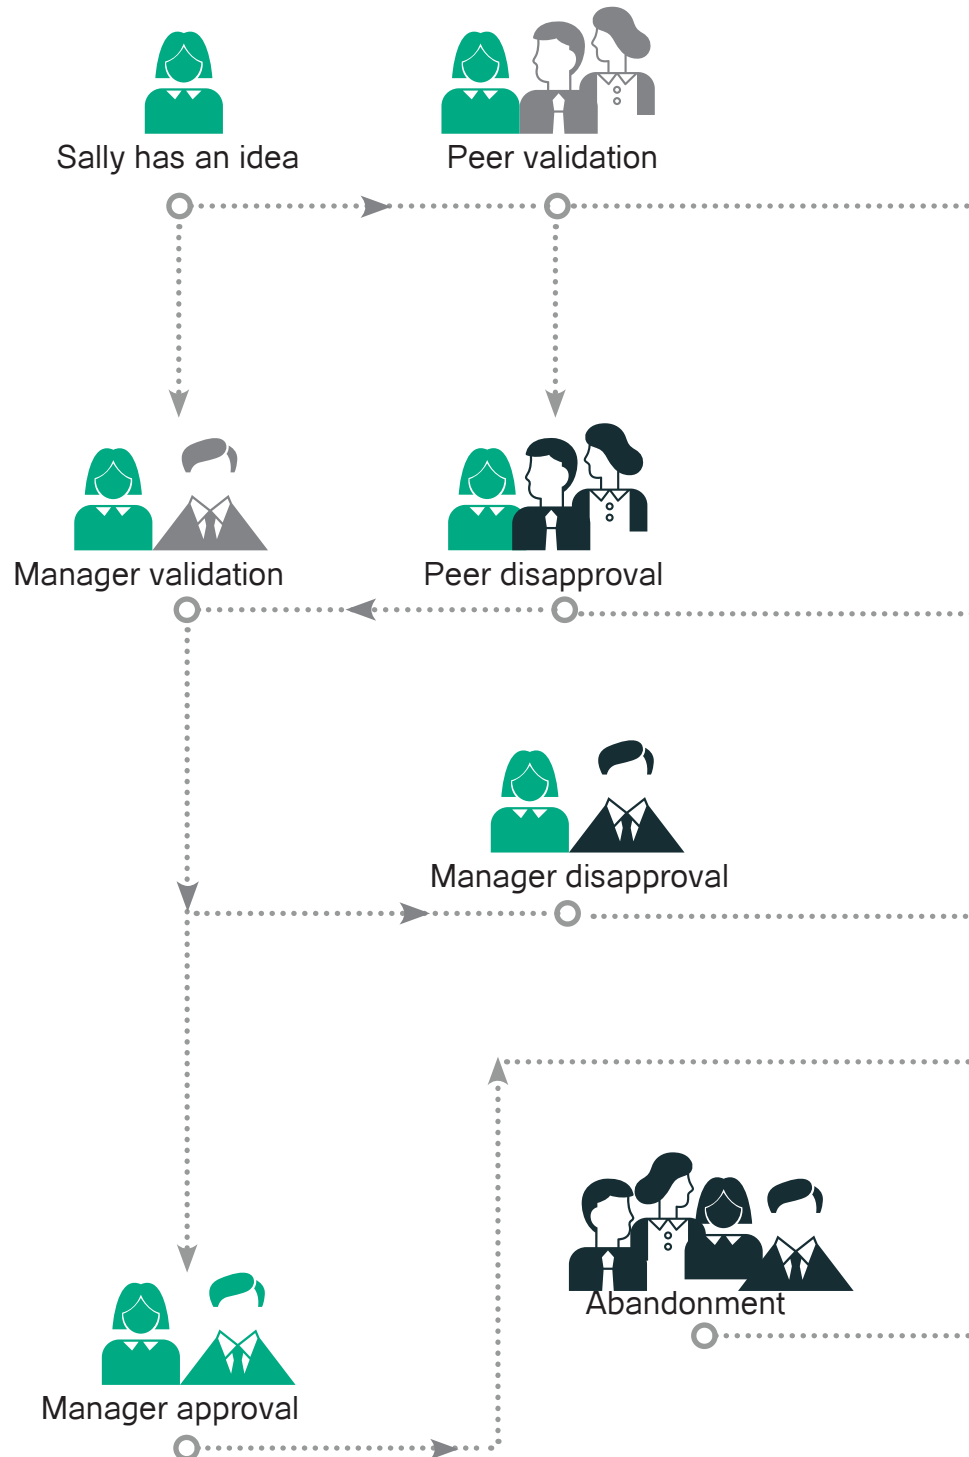 Sally has an idea
Peer validation
Manager validation
Peer disapproval
Manager disapproval
Abandonment
Manager approval